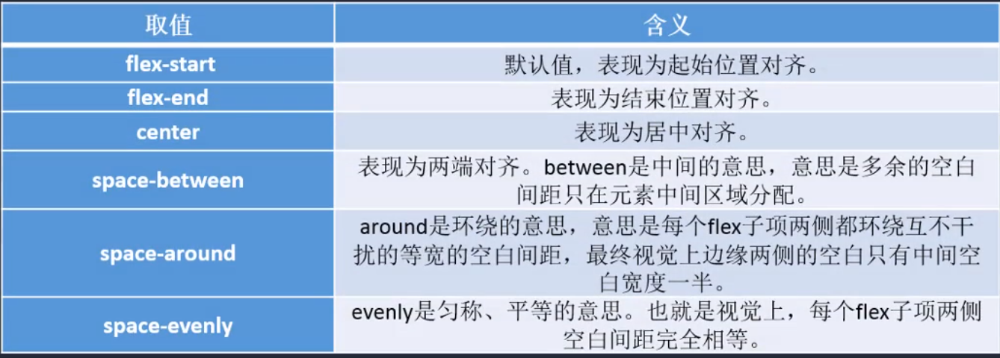 取值
含义
flex-start
默认值，表现为起始位置对齐。
flex-end
表现为结束位置对齐。
center
表现为居中对齐。
space-between
表现为两端对齐。between是中间的意思，意思是多余的空白
间距只在元素中间区域分配。
space-around
around是环绕的意思，意思是每个flex子项两侧都环绕互不干
扰的等宽的空白间距，最终视觉上边缘两侧的空白只有中间空
白宽度一半。
space-evenly
evenly是匀称、平等的意思。也就是视觉上，每个flex子项两侧
空白间距完全相等。